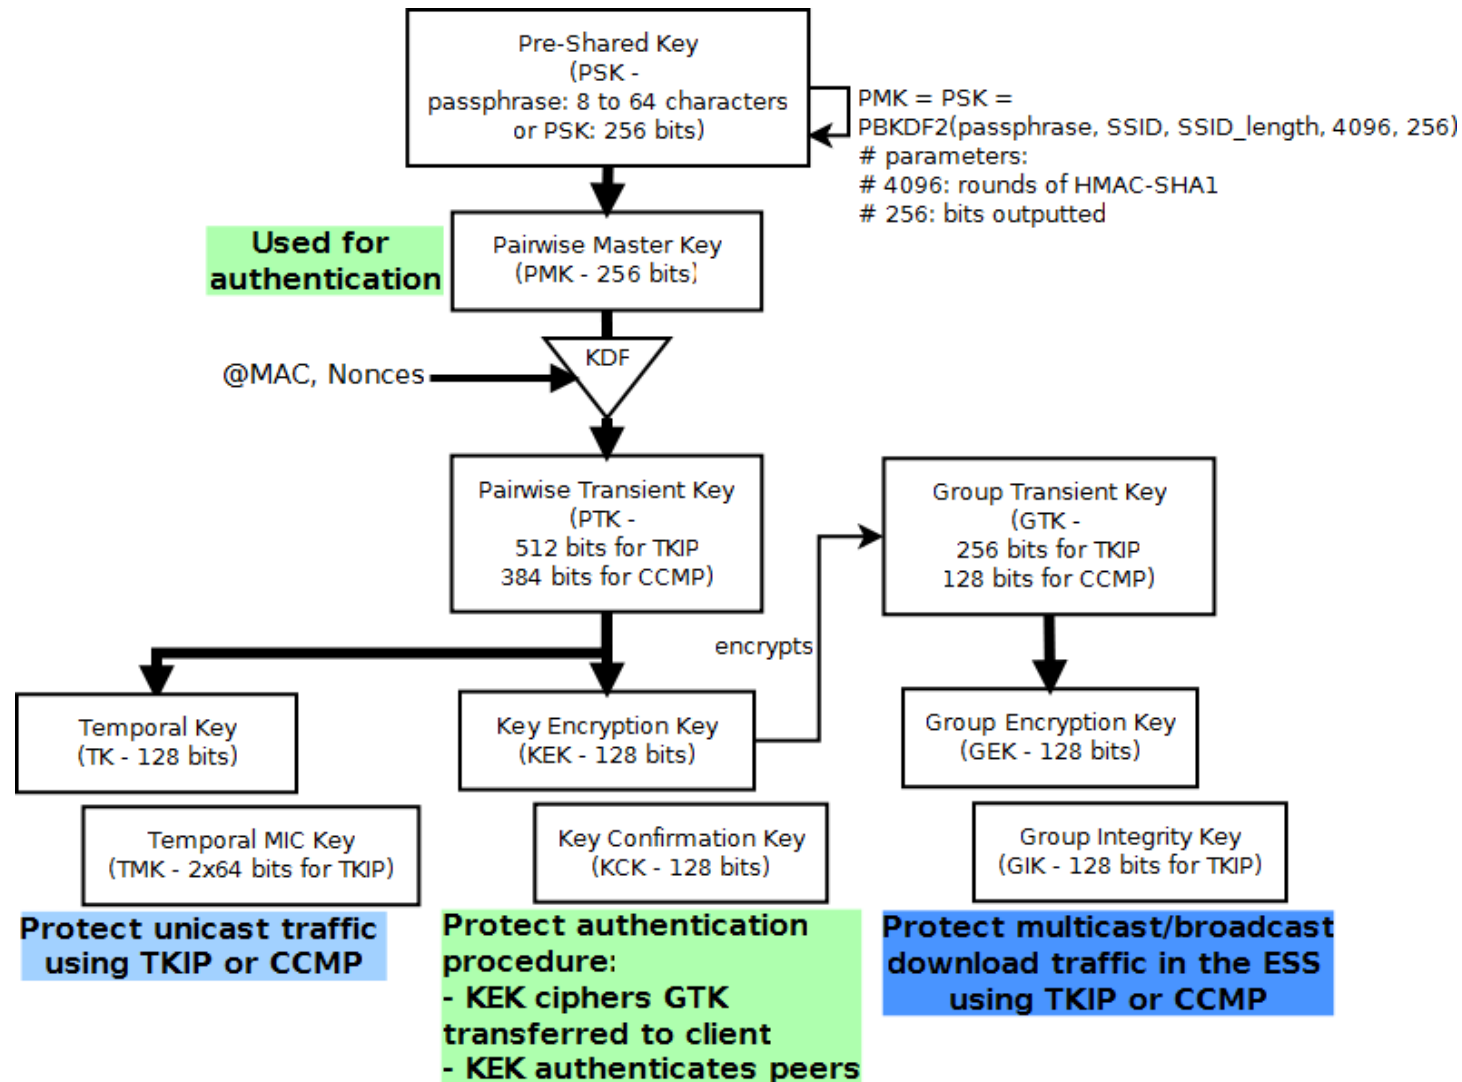 Pre-Shared Key
(PSK -
passphrase: 8 to 64 characters
or PSK: 256 bits)
PMK = PSK =
PBKDF2(passphrase, SSID, SSID_length, 4096, 256)
# parameters:
# 4096: rounds of HMAC-SHA1
# 256: bits outputted
Used for
authentication
Pairwise Master Key
(PMK - 256 bits)
KDF
@MAC, Nonces
Pairwise Transient Key
(PTK -
512 bits for TKIP
384 bits for CCMP)
Group Transient Key
(GTK -
256 bits for TKIP
128 bits for CCMP)
encrypts
Temporal Key
(TK - 128 bits)
Key Encryption Key
(KEK - 128 bits)
Group Encryption Key
(GEK - 128 bits)
Temporal MIC Key
(TMK - 2x64 bits for TKIP)
Key Confirmation Key
(KCK - 128 bits)
Group Integrity Key
(GIK - 128 bits for TKIP)
Protect unicast traffic
using TKIP or CCMP
Protect authentication
procedure:
- KEK ciphers GTK
transferred to client
- KEK authenticates peers
Protect multicast/broadcast
download traffic in the ESS
using TKIP or CCMP